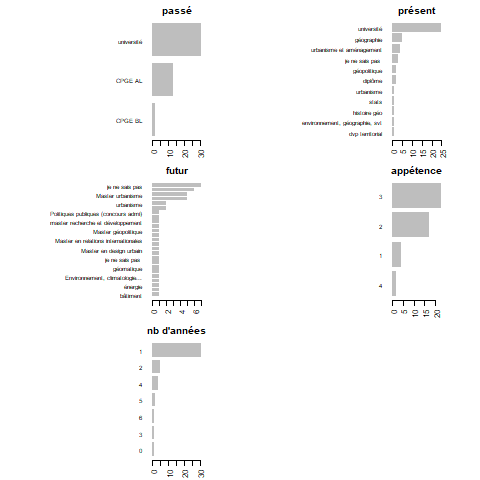 passé
université
CPGE AL
CPGE BL
0
10
20
30
présent
université
géographie
urbanisme et aménagement
je ne sais pas
géopolitique
diplôme
urbanisme
stats
histoire géo
environnement, géographie, svt
dvp territorial
0
5
10
15
20
25
futur
je ne sais pas
Master urbanisme
urbanisme
Politiques publiques (concours admi)
master recherche et développement
Master géopolitique
Master en relations internationales
Master en design urbain
je ne sais pas
géomatique
Environnement, climatologie...
énergie
bâtiment
0
2
4
6
appétence
3
2
1
4
0
5
10
15
20
nb d'années
1
2
4
5
6
3
0
0
10
20
30